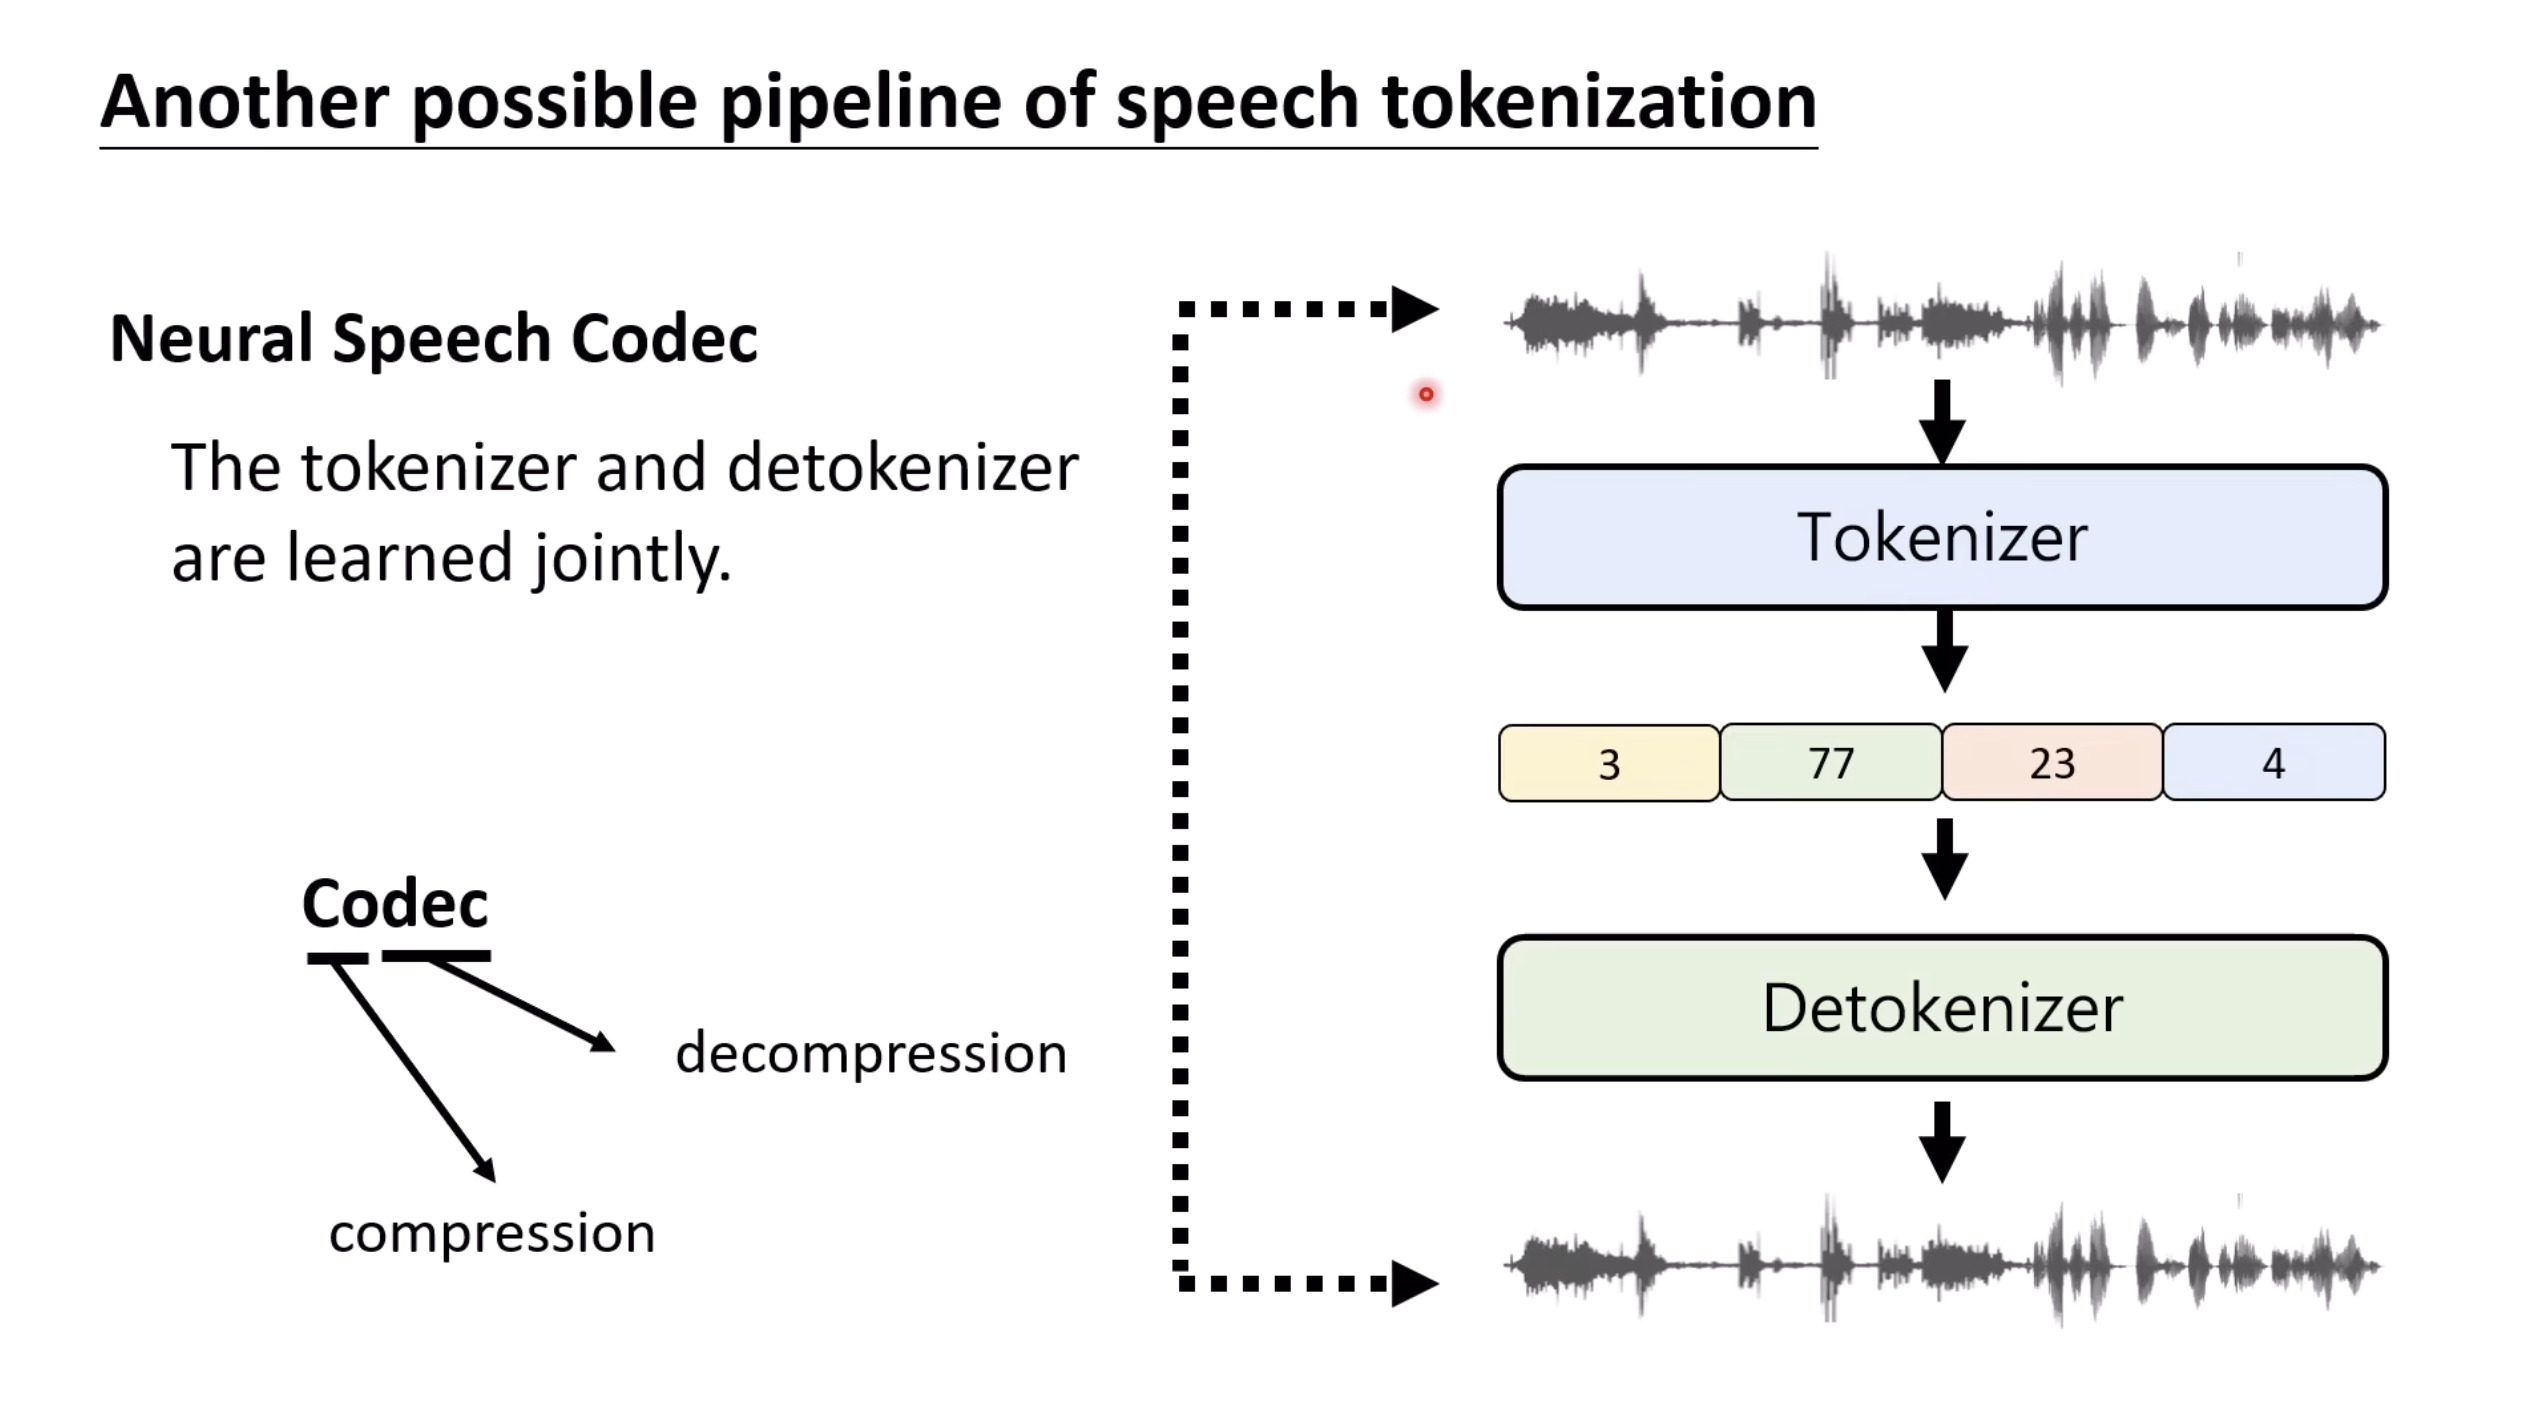 Another possible pipeline of speech tokenization
Neural Speech Codec
The tokenizer and detokenizer
are learned jointly.
Codec
decompression
compression
Tokenizer
3 77 23 4
Detokenizer